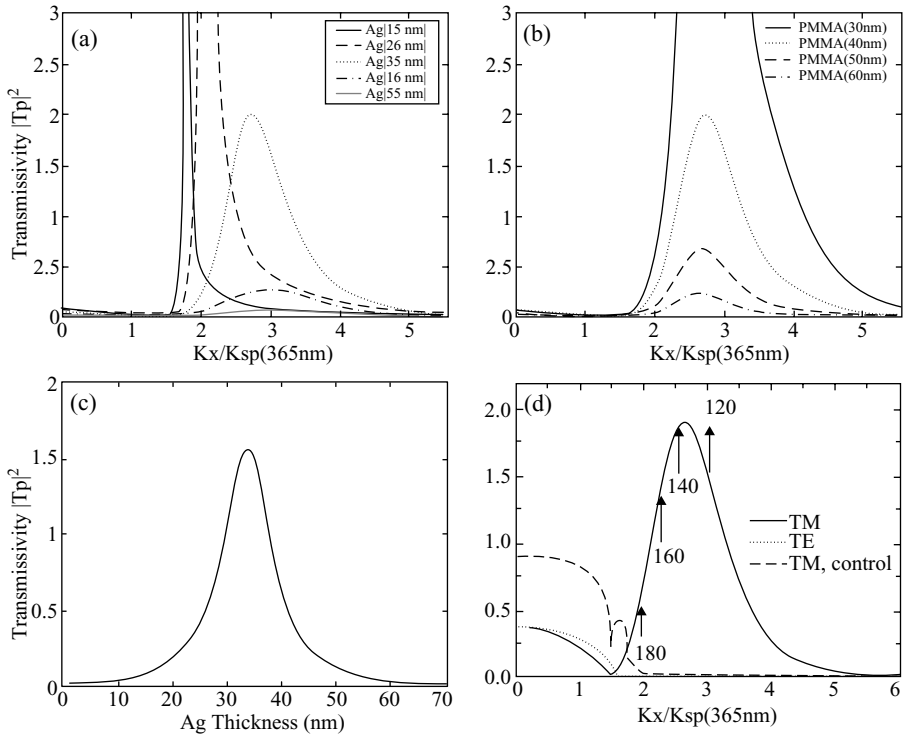 (a)
Ag|15 nm|
Ag|26 nm|
Ag|35 nm|
Ag|16 nm|
Ag|55 nm|
Transmissivity |Tp|²
3
2.5
2
1.5
1
2.5
0
0 1 2 3 4 5
Kx/Ksp(365nm)
(b)
PMMA(30nm)
PMMA(40nm)
PMMA(50nm)
PMMA(60nm)
3
2.5
2
1.5
1
2.5
0
0 1 2 3 4 5
Kx/Ksp(365nm)
(c)
Transmissivity |Tp|²
2
1.5
1
0.5
0
0 10 20 30 40 50 60 70
Ag Thickness (nm)
(d)
120
140
160
180
TM
TE
TM, control
2.0
1.5
1.0
0.5
0.0
0 1 2 3 4 5 6
Kx/Ksp(365nm)